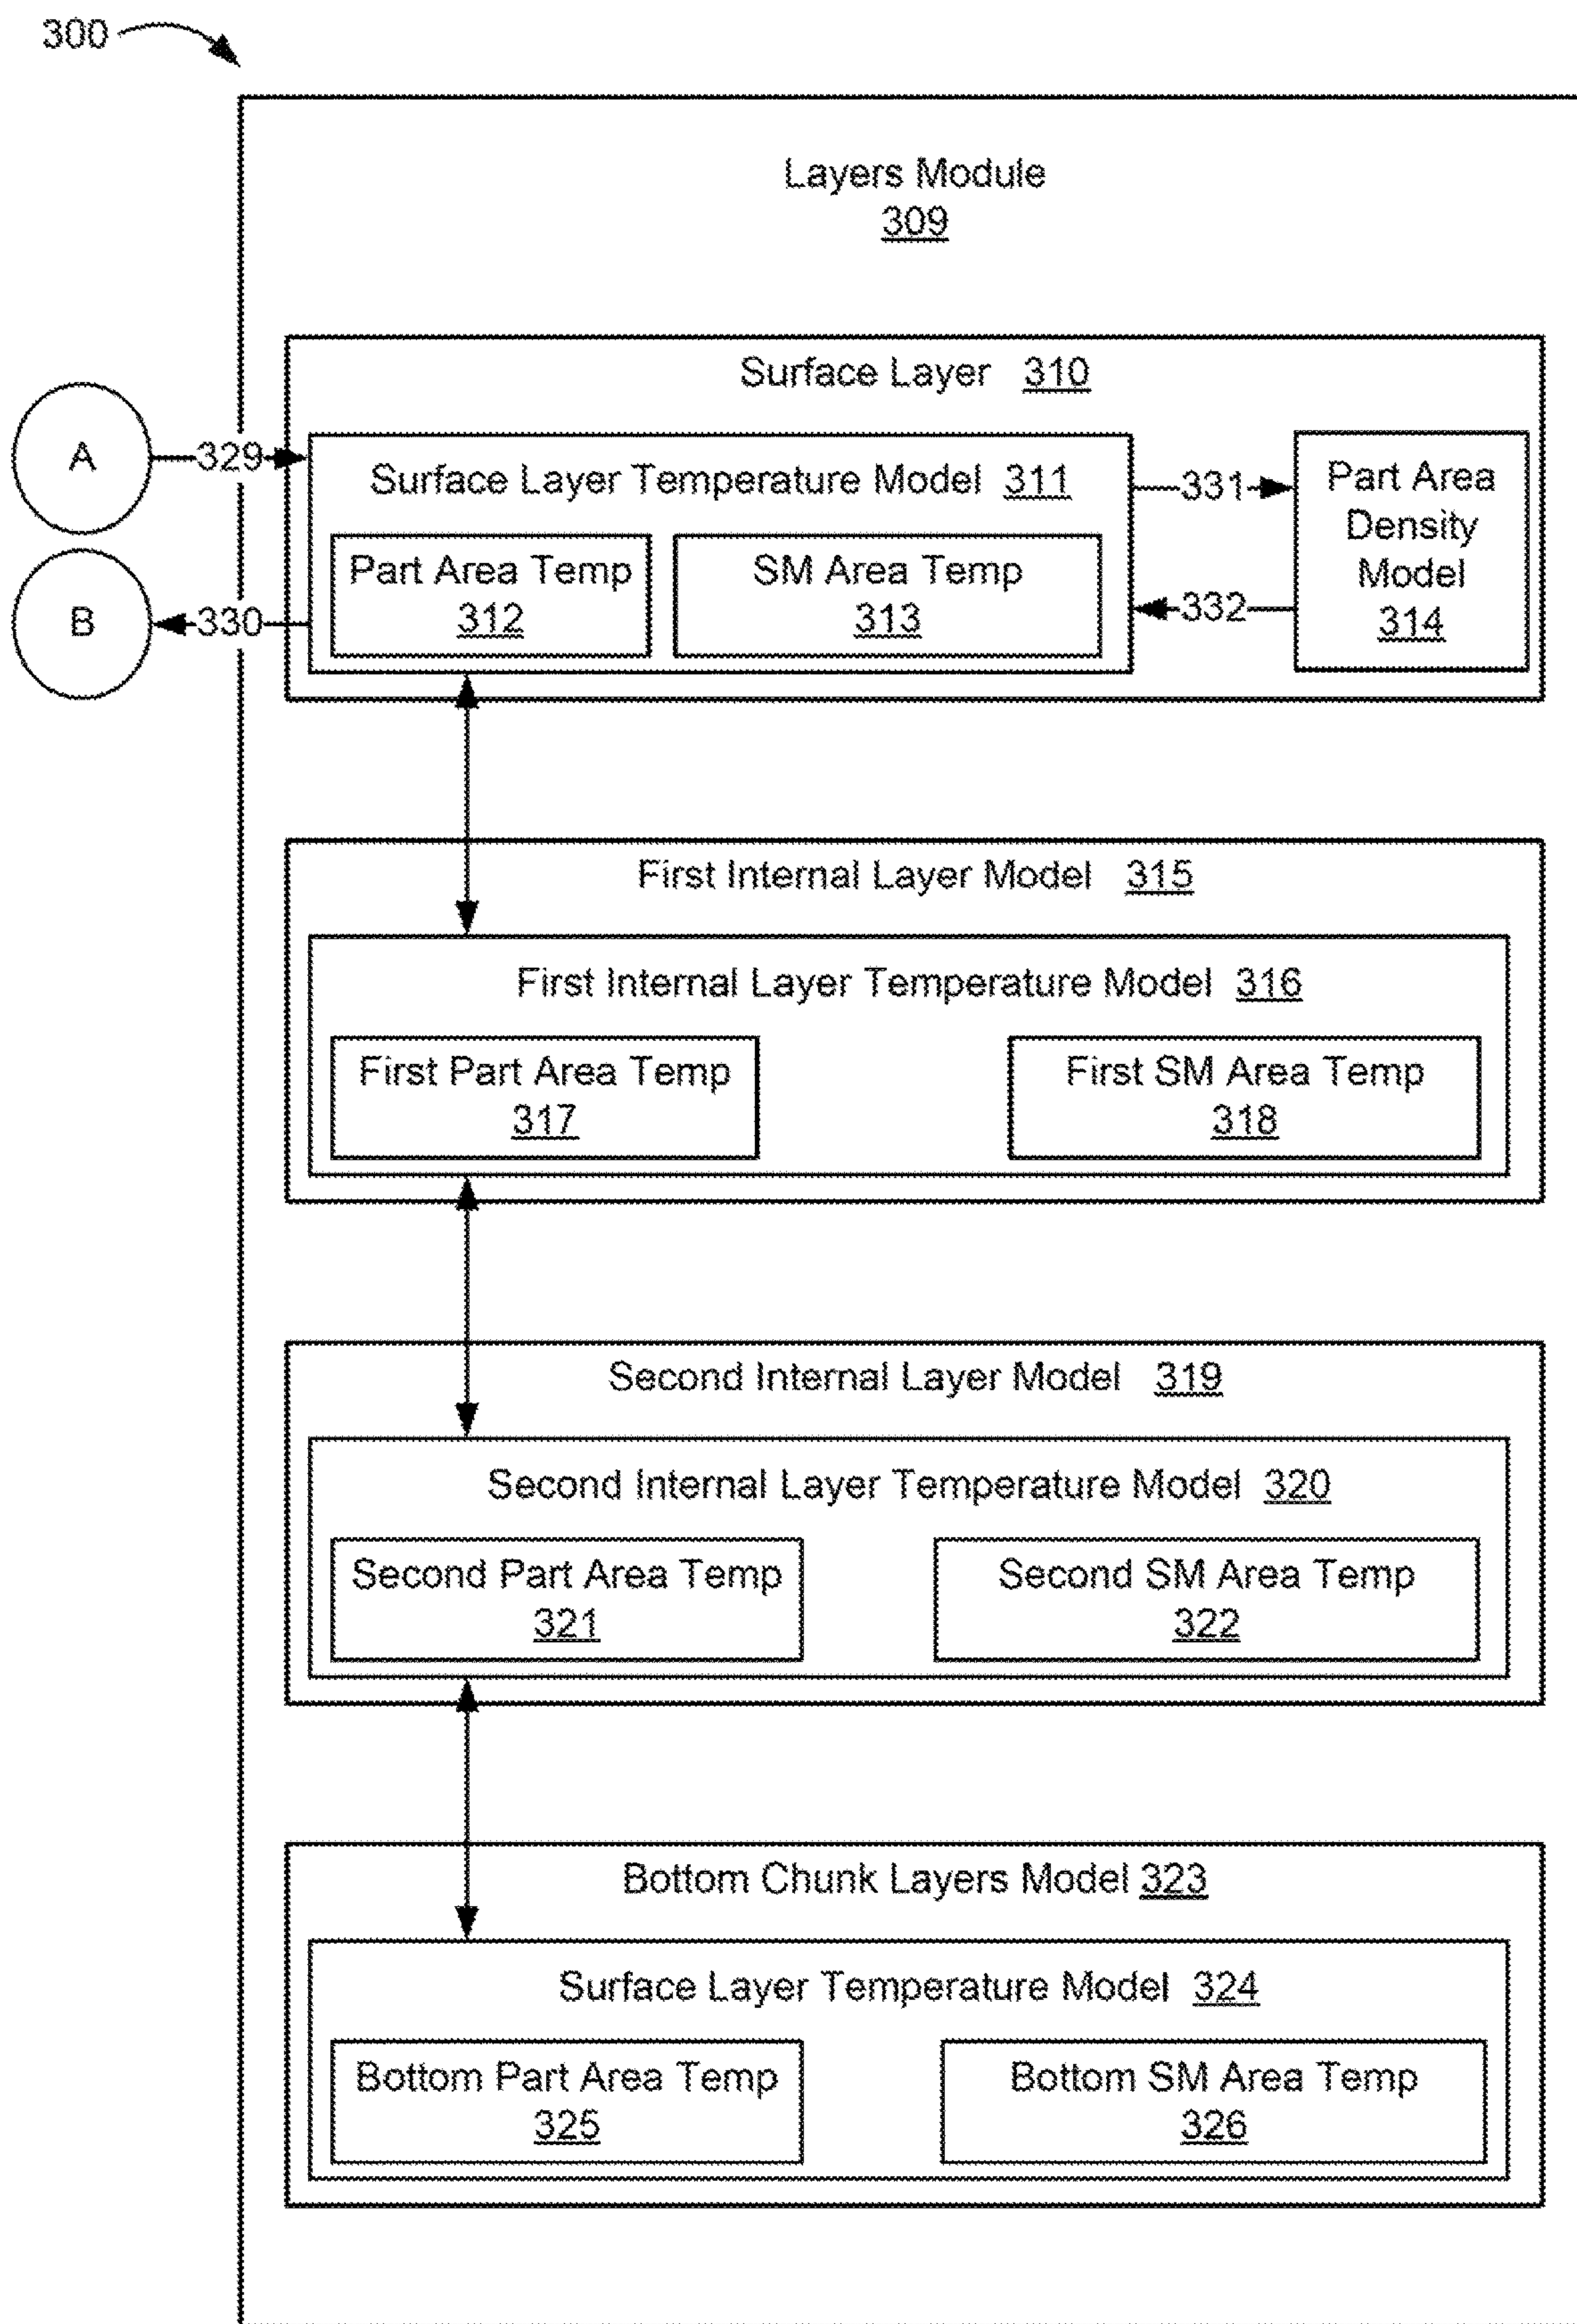 300
Layers Module
309
Surface Layer 310
A
329
Surface Layer Temperature Model 311
331
Part Area
Density
Model
314
Part Area Temp
312
SM Area Temp
313
332
B
330
First Internal Layer Model 315
First Internal Layer Temperature Model 316
First Part Area Temp
317
First SM Area Temp
318
Second Internal Layer Model 319
Second Internal Layer Temperature Model 320
Second Part Area Temp
321
Second SM Area Temp
322
Bottom Chunk Layers Model 323
Surface Layer Temperature Model 324
Bottom Part Area Temp
325
Bottom SM Area Temp
326